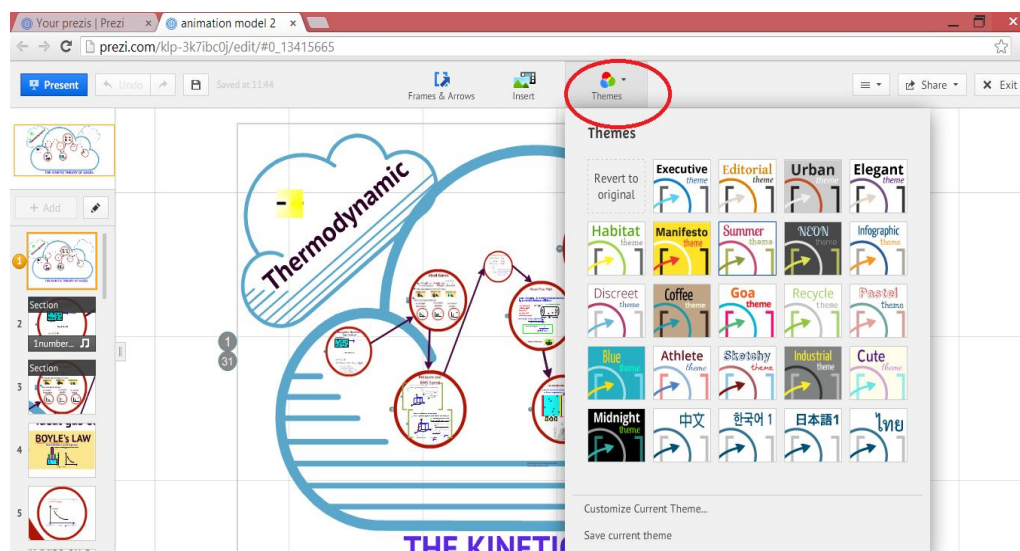 Your prezis | Prezi
animation model 2
prezi.com/klp-3k7ibc0j/edit/#0_13415665
Present
Undo
Saved at 11:44
Frames & Arrows
Insert
Themes
Share
Exit
Themes
Revert to
original
Executive
theme
Editorial
theme
Urban
theme
Elegant
theme
Habitat
theme
Manifesto
theme
Summer
theme
NEON
theme
Infographic
theme
Discreet
theme
Coffee
theme
Goa
theme
Recycle
theme
Pastel
theme
Blue
theme
Athlete
theme
Sketchy
theme
Industrial
theme
Cute
theme
Midnight
theme
中文
한국어 1
日本語1
ไทย
Customize Current Theme...
Save current theme
+ Add
1
Section
2
1number...
Section
3
4
BOYLE's LAW
5
Thermodynamic
1
31
THE KINETI